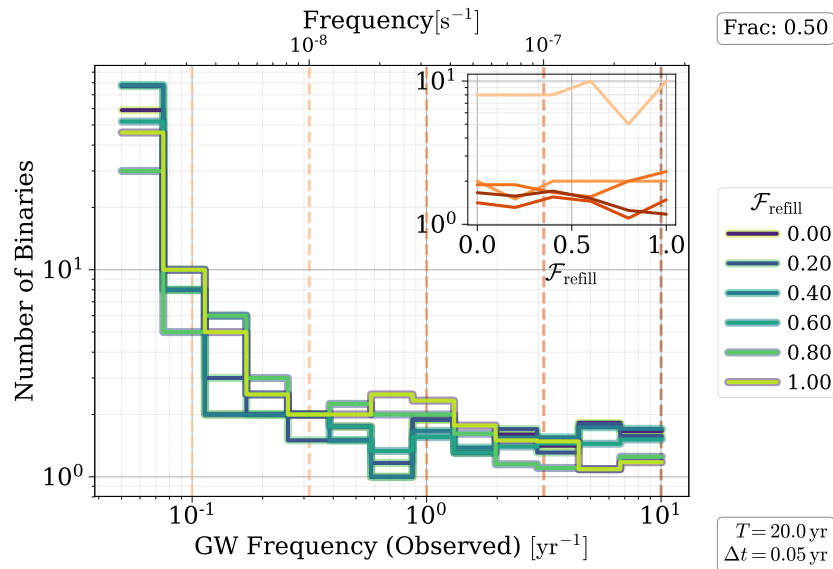 Frequency[s⁻¹]
Frac: 0.50
10⁻⁸
10⁻⁷
10¹
10⁰
0.0
0.5
1.0
ℱrefill
Number of Binaries
10¹
10⁰
10⁻¹
10⁰
10¹
GW Frequency (Observed) [yr⁻¹]
ℱrefill
0.00
0.20
0.40
0.60
0.80
1.00
T = 20.0 yr
Δt = 0.05 yr